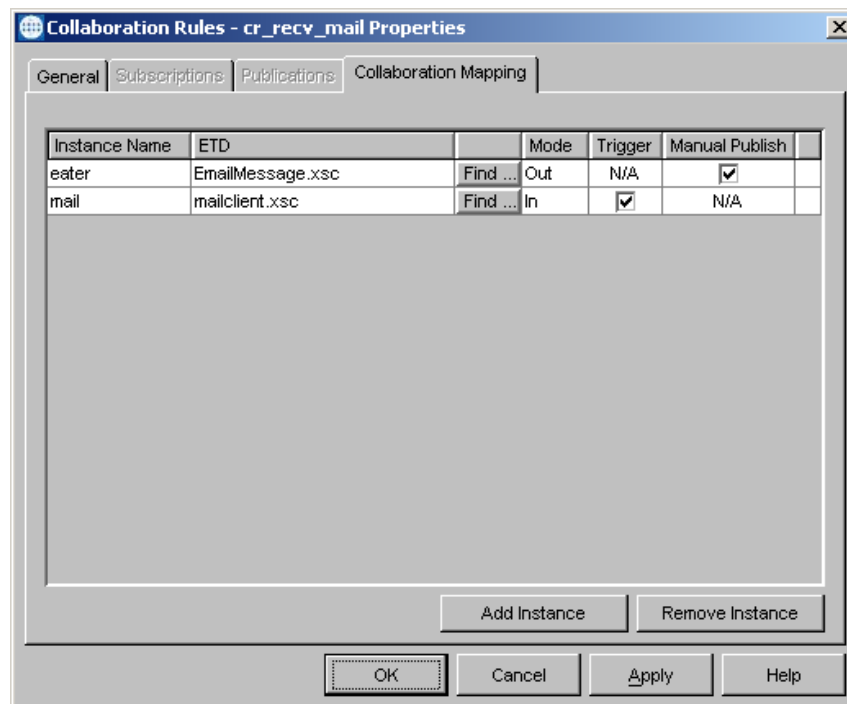 Collaboration Rules - cr_recv_mail Properties
General Subscriptions Publications Collaboration Mapping
Instance Name ETD Mode Trigger Manual Publish
eater EmailMessage.xsc Find ... Out N/A
mail mailclient.xsc Find ... In N/A
Add Instance Remove Instance
OK Cancel Apply Help